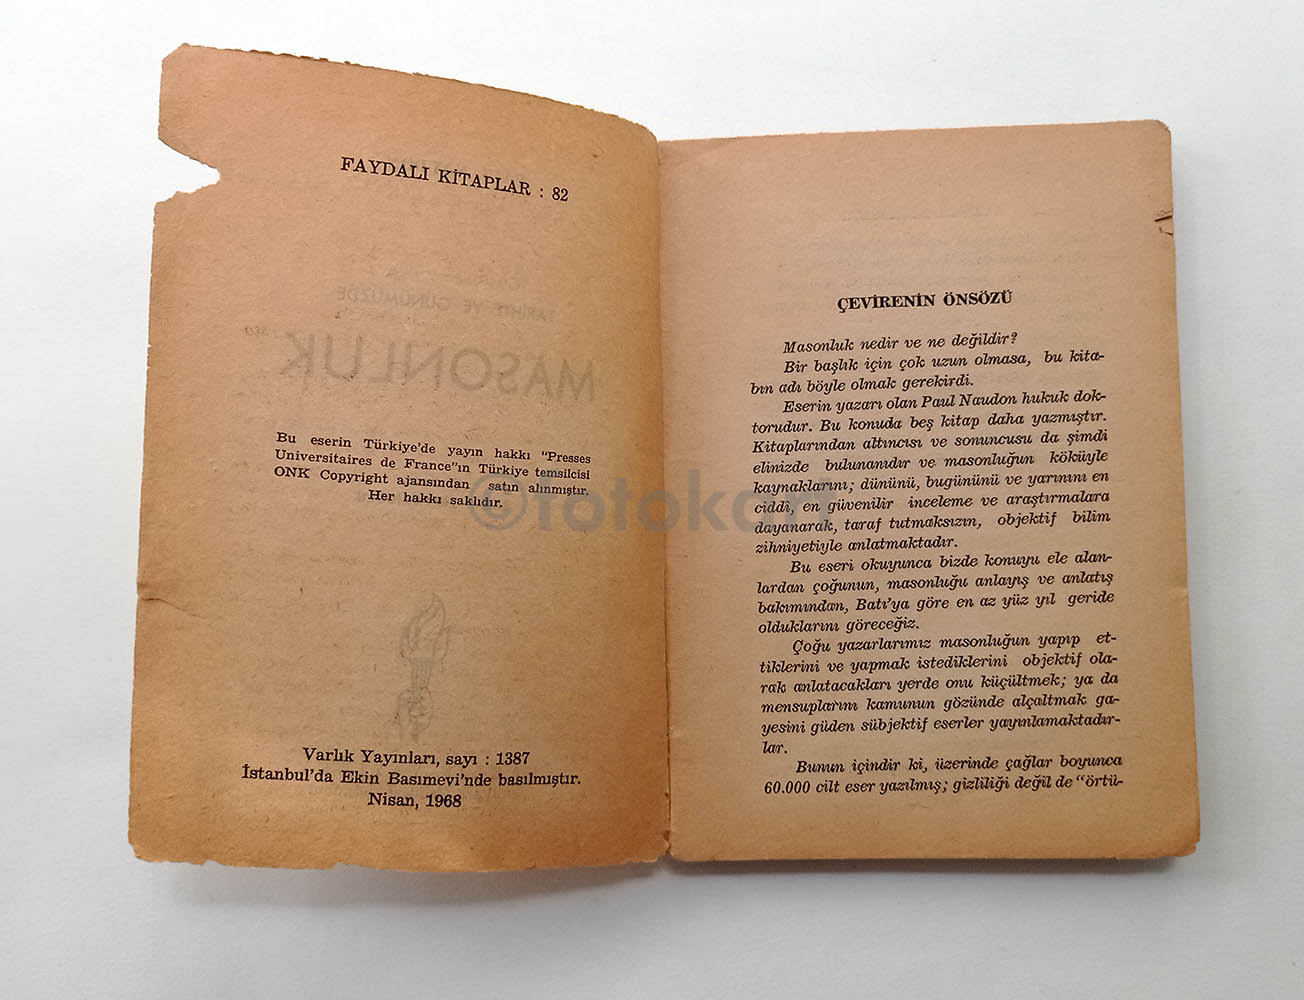 FAYDALI KİTAPLAR : 82
TARİHTE VE GÜNÜMÜZDE
MASONLUK
Bu eserin Türkiye'de yayın hakkı "Presses
Universitaires de France"ın Türkiye temsilcisi
ONK Copyright ajansından satın alınmıştır.
Her hakkı saklıdır.
Varlık Yayınları, sayı : 1387
İstanbul'da Ekin Basımevi'nde basılmıştır.
Nisan, 1968
ÇEVİRENİN ÖNSÖZÜ
Masonluk nedir ve ne değildir?
Bir başlık için çok uzun olmasa, bu kita-
bın adı böyle olmak gerekirdi.
Eserin yazarı olan Paul Naudon hukuk dok-
torudur. Bu konuda beş kitap daha yazmıştır.
Kitaplarından altıncısı ve sonuncusu da şimdi
elinizde bulunanıdır ve masonluğun köküyle
kaynaklarını; dününü, bugününü ve yarınını en
ciddî, en güvenilir inceleme ve araştırmalara
dayanarak, taraf tutmaksızın, objektif bilim
zihniyetiyle anlatmaktadır.
Bu eseri okuyunca bizde konuyu ele alan-
lardan çoğunun, masonluğu anlayış ve anlatış
bakımından, Batı'ya göre en az yüz yıl geride
olduklarını göreceğiz.
Çoğu yazarlarımız masonluğun yapıp et-
tiklerini ve yapmak istediklerini objektif ola-
rak anlatacakları yerde onu küçültmek; ya da
mensuplarını kamunun gözünde alçaltmak ga-
yesini güden sübjektif eserler yayınlamaktadır-
lar.
Bunun içindir ki, üzerinde çağlar boyunca
60.000 cilt eser yazılmış; gizliliği değil de "örtü-
©fotokart